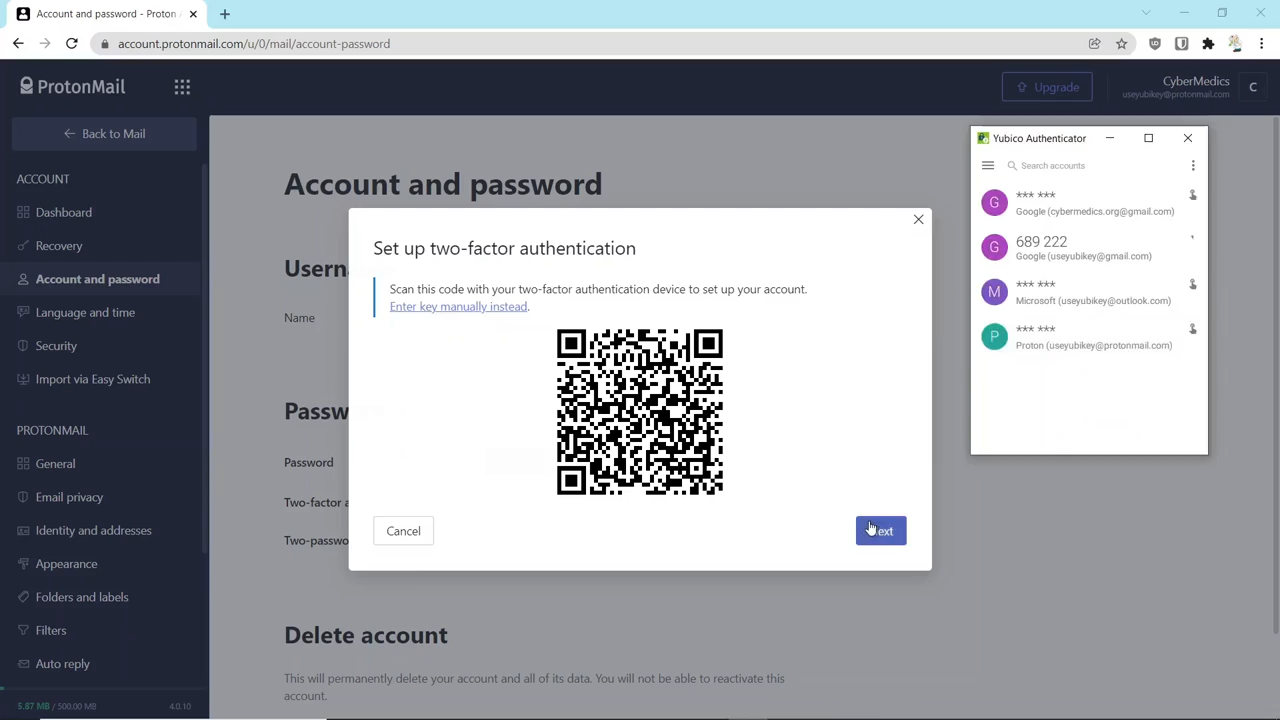 Account and password - Proton
account.protonmail.com/u/0/mail/account-password
ProtonMail
Upgrade
CyberMedics
useyubikey@protonmail.com
C
Back to Mail
ACCOUNT
Dashboard
Recovery
Account and password
Language and time
Security
Import via Easy Switch
PROTONMAIL
General
Email privacy
Identity and addresses
Appearance
Folders and labels
Filters
Auto reply
5.87 MB / 500.00 MB
4.0.10
Account and password
Name
Password
Two-factor
Delete account
This will permanently delete your account and all of its data. You will not be able to reactivate this
account.
Set up two-factor authentication
Scan this code with your two-factor authentication device to set up your account.
Enter key manually instead.
Cancel
Yubico Authenticator
Search accounts
G
*** ***
Google (cybermedics.org@gmail.com)
G
689 222
Google (useyubikey@gmail.com)
M
*** ***
Microsoft (useyubikey@outlook.com)
P
*** ***
Proton (useyubikey@protonmail.com)